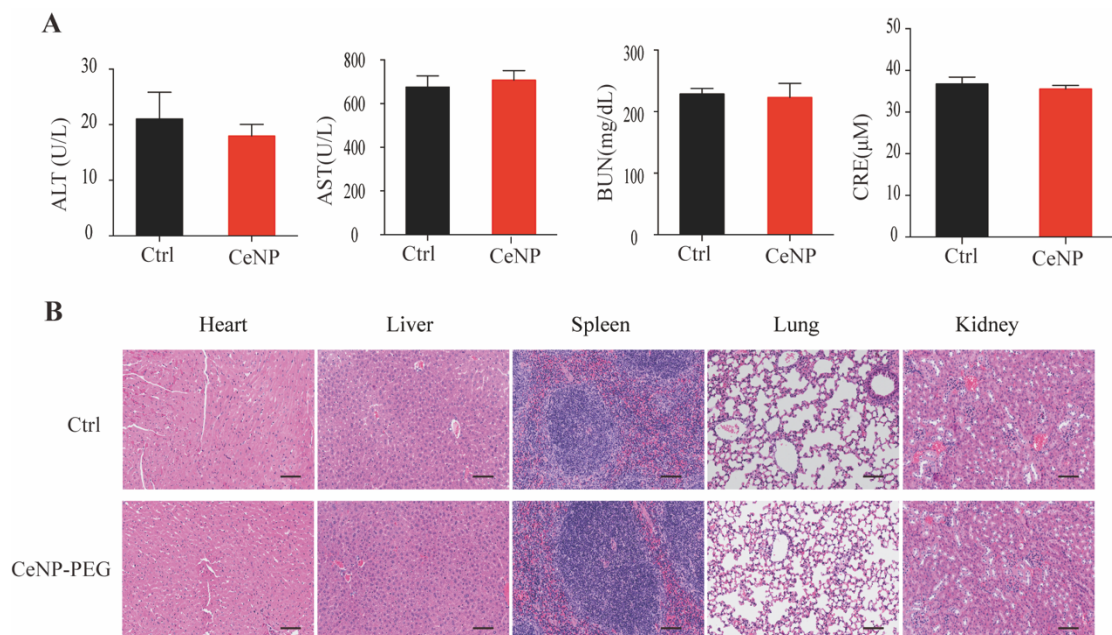 A
ALT (U/L)
30
20
10
0
Ctrl
CeNP
AST(U/L)
800
600
400
200
0
Ctrl
CeNP
BUN(mg/dL)
300
200
100
0
Ctrl
CeNP
CRE(μM)
50
40
30
20
10
0
Ctrl
CeNP
B
Heart
Liver
Spleen
Lung
Kidney
Ctrl
CeNP-PEG